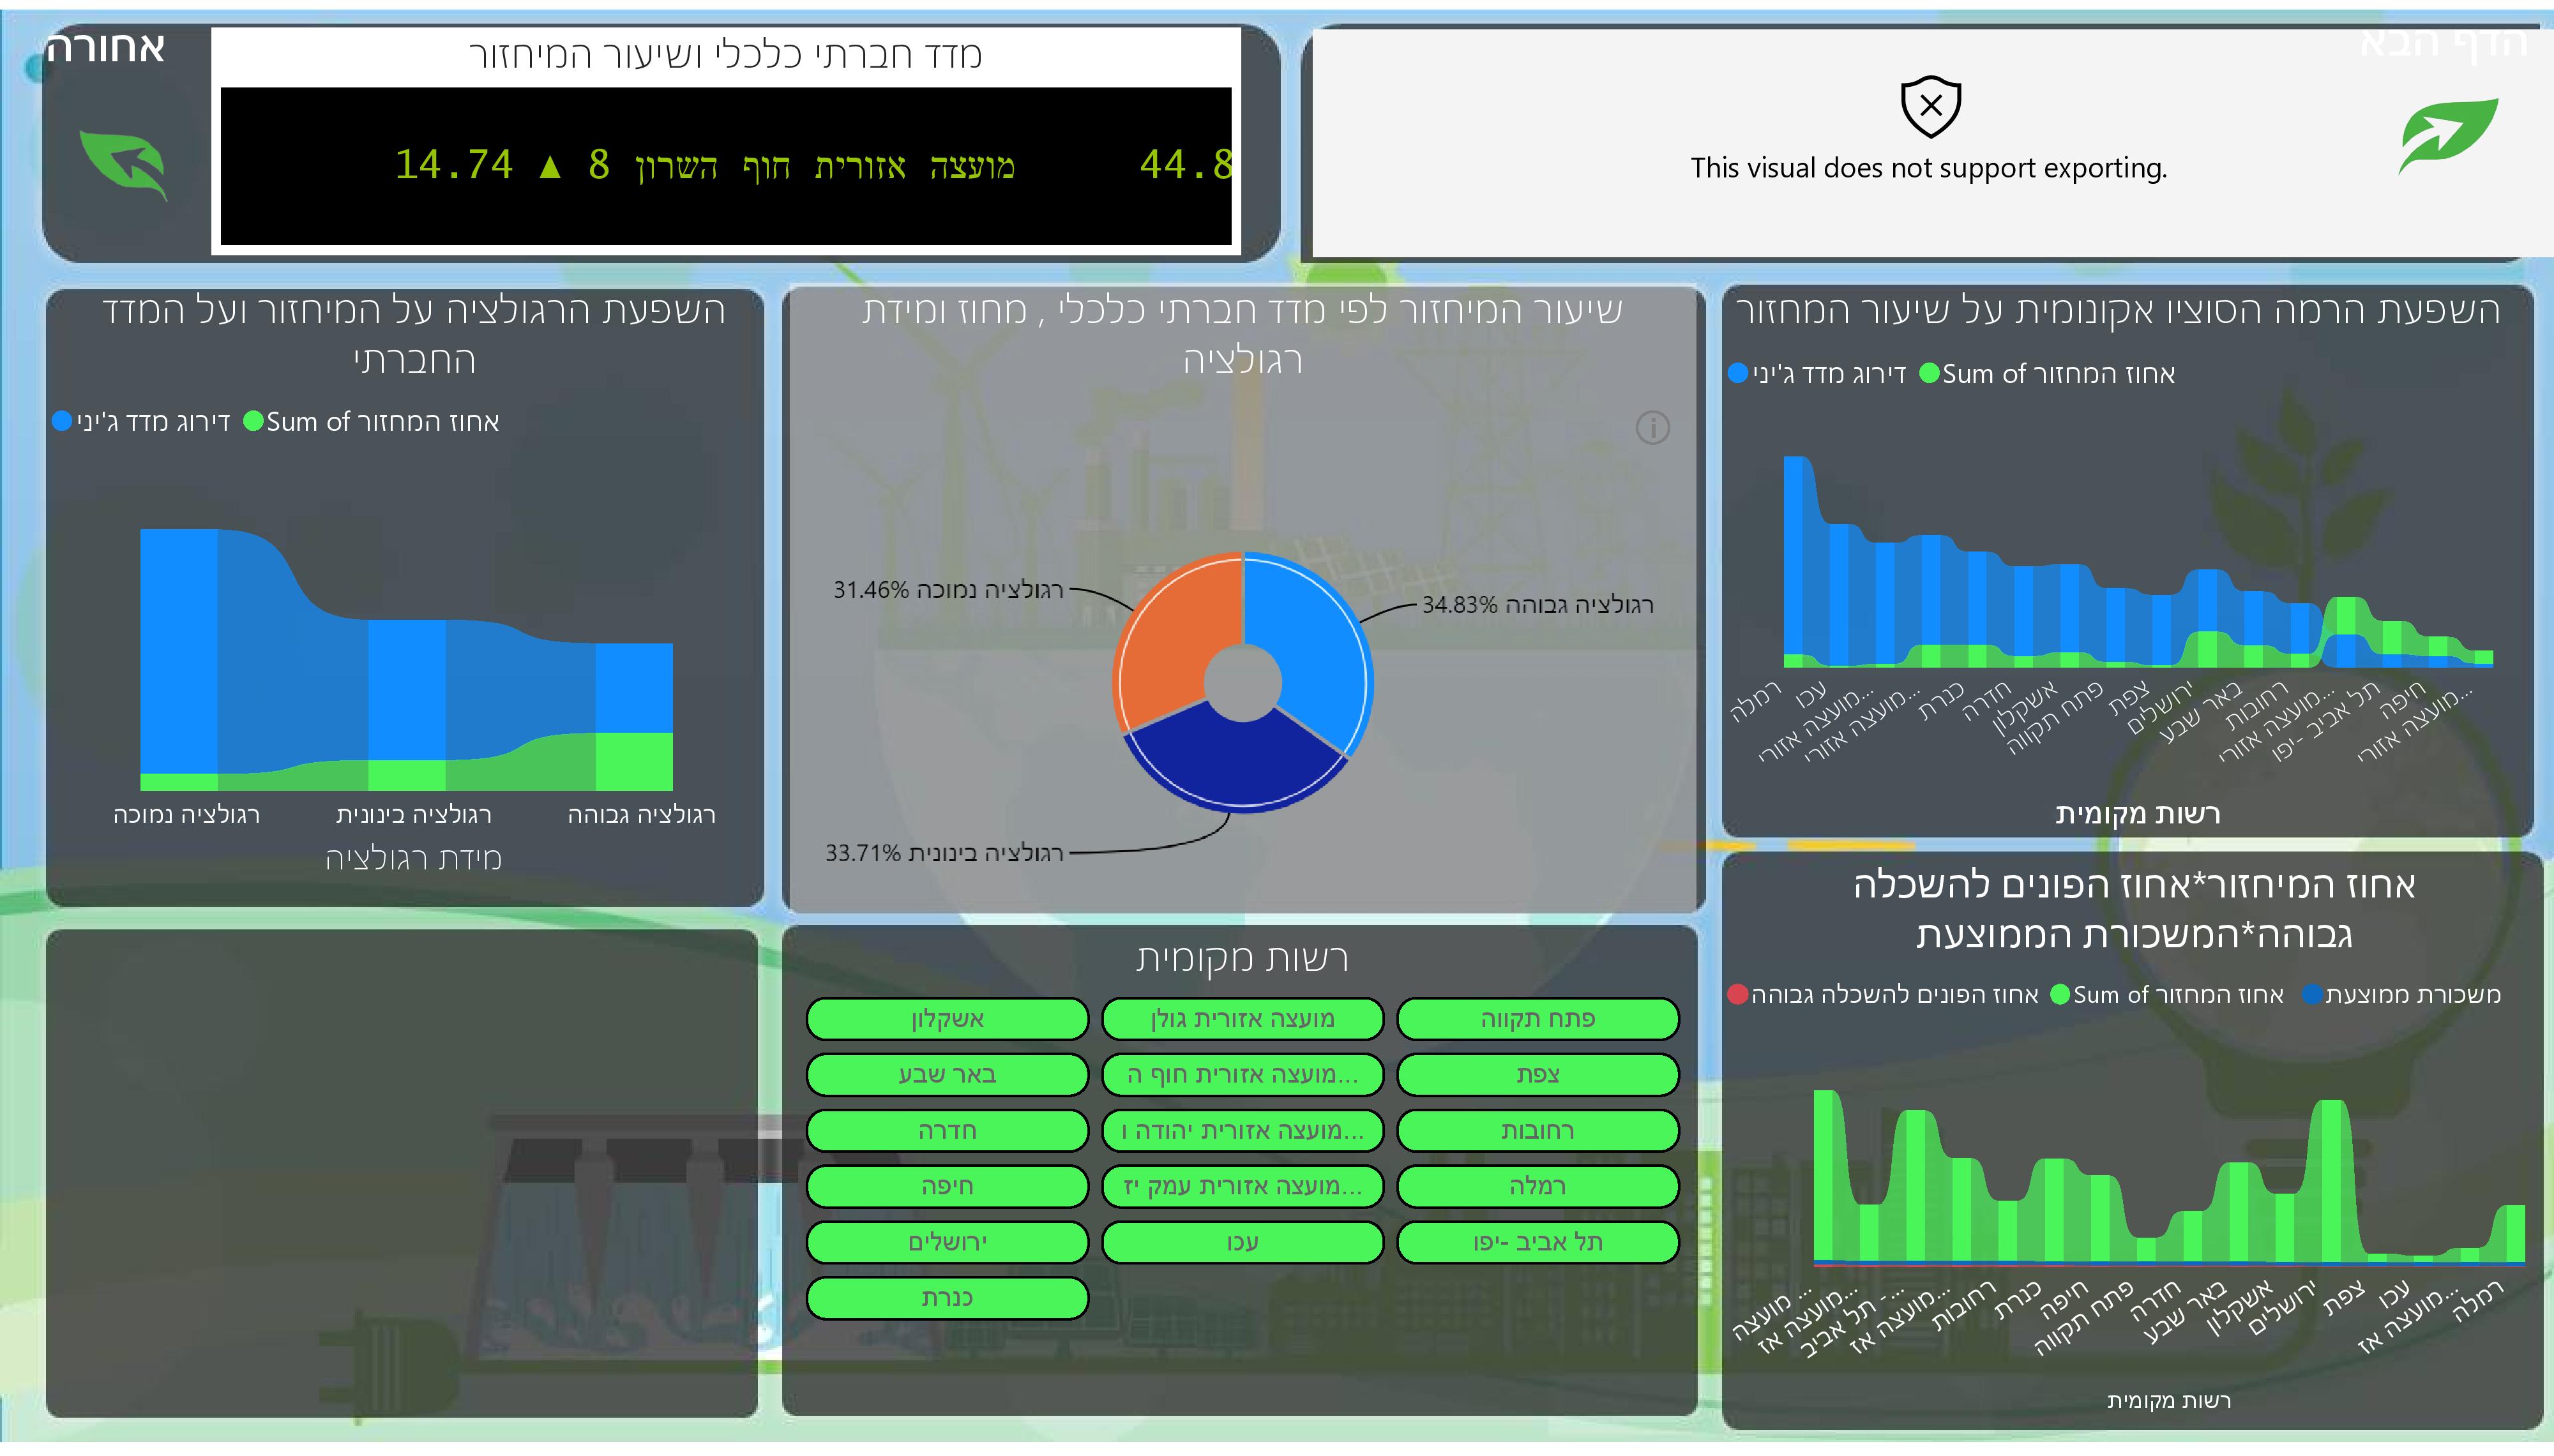 אחורה
מדד חברתי כלכלי ושיעור המיחזור
14.74 ▲ 8 מועצה אזורית חוף השרון
44.8
הדף הבא
This visual does not support exporting.
השפעת הרגולציה על המיחזור ועל המדד
החברתי
דירוג מדד ג'יני Sum of אחוז המחזור
רגולציה נמוכה רגולציה בינונית רגולציה גבוהה
מידת רגולציה
שיעור המיחזור לפי מדד חברתי כלכלי , מחוז ומידת
רגולציה
רגולציה נמוכה 31.46%
רגולציה גבוהה 34.83%
רגולציה בינונית 33.71%
השפעת הרמה הסוציו אקונומית על שיעור המחזור
דירוג מדד ג'יני Sum of אחוז המחזור
רמלה
עכו
מועצה אזורי...
מועצה אזורי...
כנרת
חדרה
אשקלון
פתח תקווה
צפת
ירושלים
באר שבע
רחובות
מועצה אזורי...
תל אביב -יפו
חיפה
מועצה אזורי...
רשות מקומית
רשות מקומית
אשקלון
מועצה אזורית גולן
פתח תקווה
באר שבע
מועצה אזורית חוף ה...
צפת
חדרה
מועצה אזורית יהודה ו...
רחובות
חיפה
מועצה אזורית עמק יז...
רמלה
ירושלים
עכו
תל אביב -יפו
כנרת
אחוז המיחזור*אחוז הפונים להשכלה
גבוהה*המשכורת הממוצעת
אחוז הפונים להשכלה גבוהה Sum of אחוז המחזור משכורת ממוצעת
מועצה ...
מועצה אז...
תל אביב -...
מועצה אז...
רחובות
כנרת
חיפה
פתח תקווה
חדרה
באר שבע
אשקלון
ירושלים
צפת
עכו
מועצה אז...
רמלה
רשות מקומית